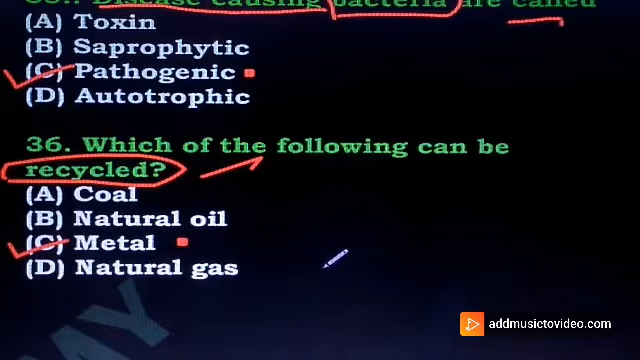 35.. Disease causing bacteria are called
(A) Toxin
(B) Saprophytic
(C) Pathogenic
(D) Autotrophic
36. Which of the following can be
recycled?
(A) Coal
(B) Natural oil
(C) Metal
(D) Natural gas
MY
addmusictovideo.com